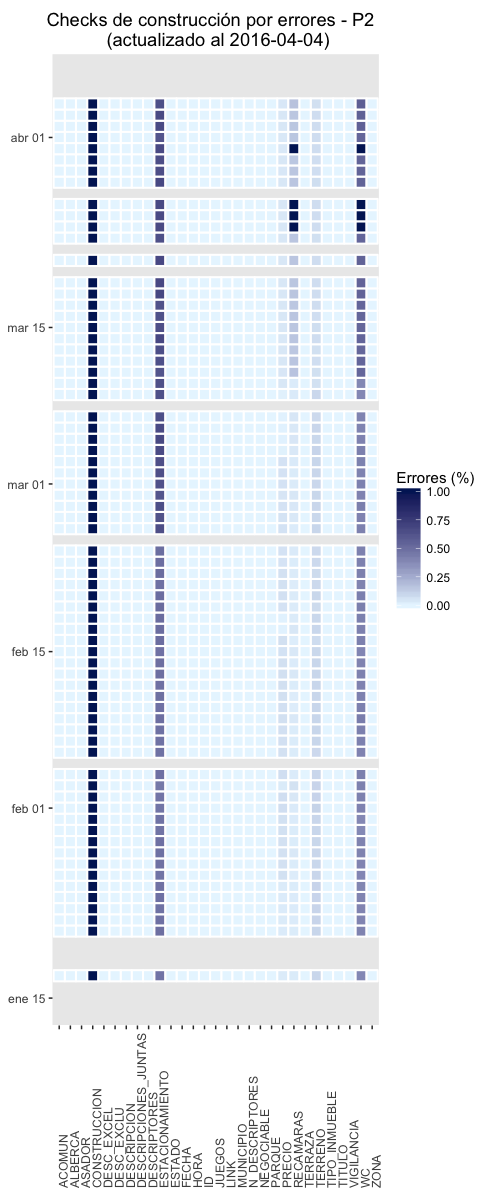 Checks de construcción por errores - P2
(actualizado al 2016-04-04)
abr 01
mar 15
mar 01
feb 15
feb 01
ene 15
Errores (%)
1.00
0.75
0.50
0.25
0.00
ACOMUN
ALBERCA
ASADOR
CONSTRUCCION
DESC_EXCEL
DESC_EXCLU
DESCRIPCION
DESCRIPCIONES_JUNTAS
DESCRIPTORES
ESTACIONAMIENTO
ESTADO
FECHA
HORA
ID
JUEGOS
LINK
MUNICIPIO
N_DESCRIPTORES
NEGOCIABLE
PARQUE
PRECIO
RECAMARAS
TERRAZA
TERRENO
TIPO_INMUEBLE
TITULO
VIGILANCIA
WC
ZONA